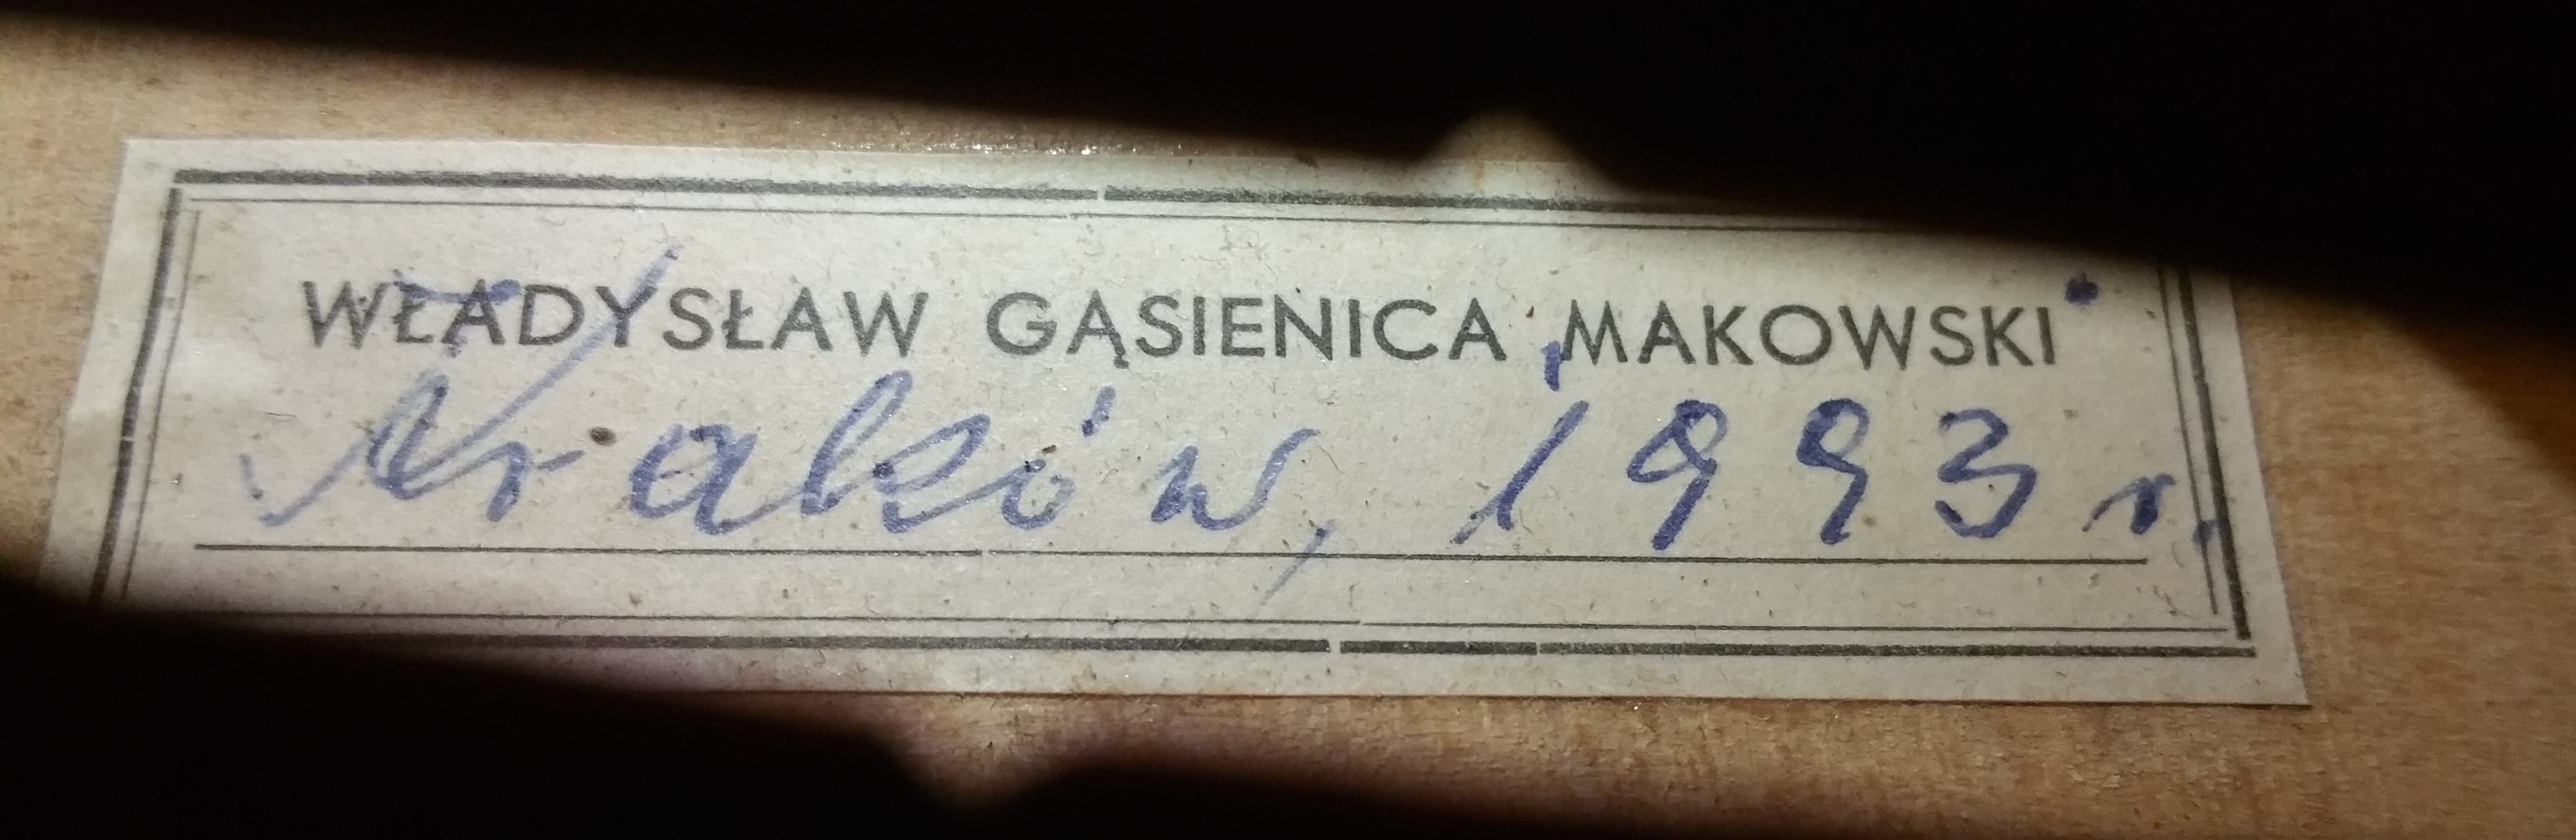 WŁADYSŁAW GĄSIENICA MAKOWSKI
Kraków, 1993 r.